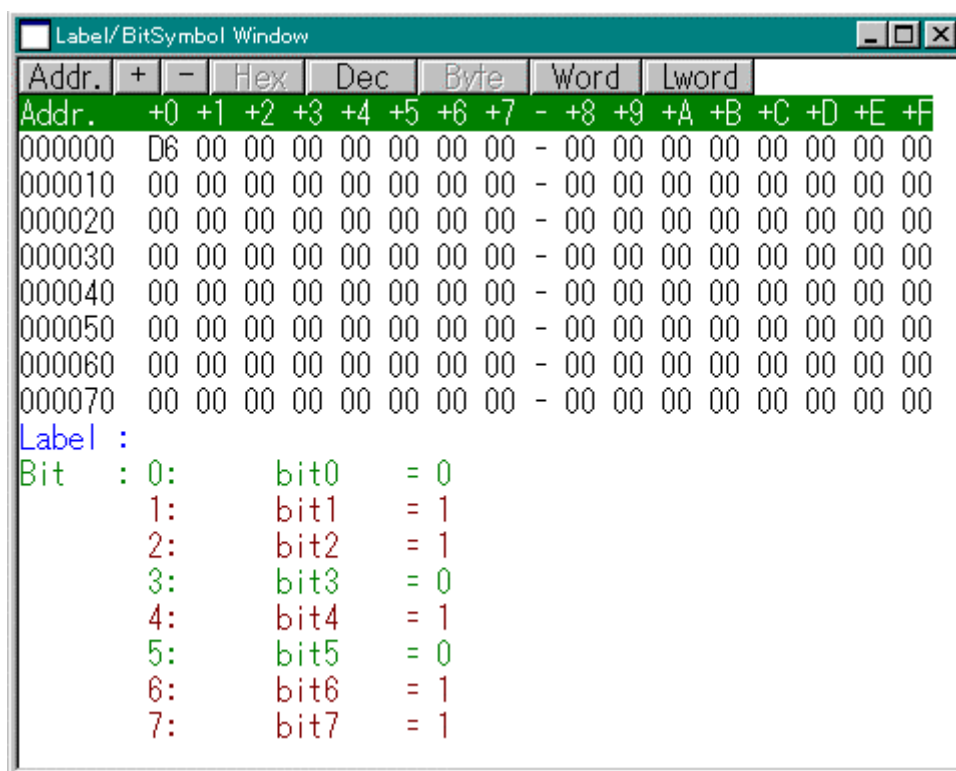 Label/BitSymbol Window
Addr. + - Hex Dec Byte Word Lword
Addr. +0 +1 +2 +3 +4 +5 +6 +7 - +8 +9 +A +B +C +D +E +F
000000 D6 00 00 00 00 00 00 00 - 00 00 00 00 00 00 00 00
000010 00 00 00 00 00 00 00 00 - 00 00 00 00 00 00 00 00
000020 00 00 00 00 00 00 00 00 - 00 00 00 00 00 00 00 00
000030 00 00 00 00 00 00 00 00 - 00 00 00 00 00 00 00 00
000040 00 00 00 00 00 00 00 00 - 00 00 00 00 00 00 00 00
000050 00 00 00 00 00 00 00 00 - 00 00 00 00 00 00 00 00
000060 00 00 00 00 00 00 00 00 - 00 00 00 00 00 00 00 00
000070 00 00 00 00 00 00 00 00 - 00 00 00 00 00 00 00 00
Label :
Bit : 0: bit0 = 0
1: bit1 = 1
2: bit2 = 1
3: bit3 = 0
4: bit4 = 1
5: bit5 = 0
6: bit6 = 1
7: bit7 = 1